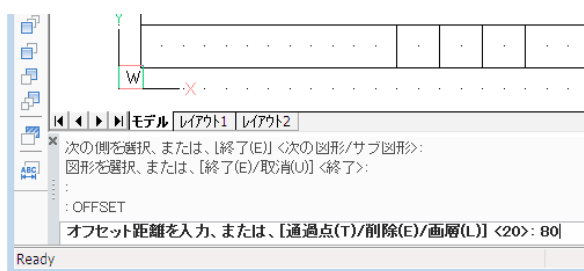 Y
W
X
モデル レイアウト1 レイアウト2
次の側を選択、または、[終了(E)] <次の図形/サブ図形>:
図形を選択、または、[終了(E)/取消(U)] <終了>:
:
: OFFSET
オフセット距離を入力、または、[通過点(T)/削除(E)/画層(L)] <20>: 80
ABC
Ready